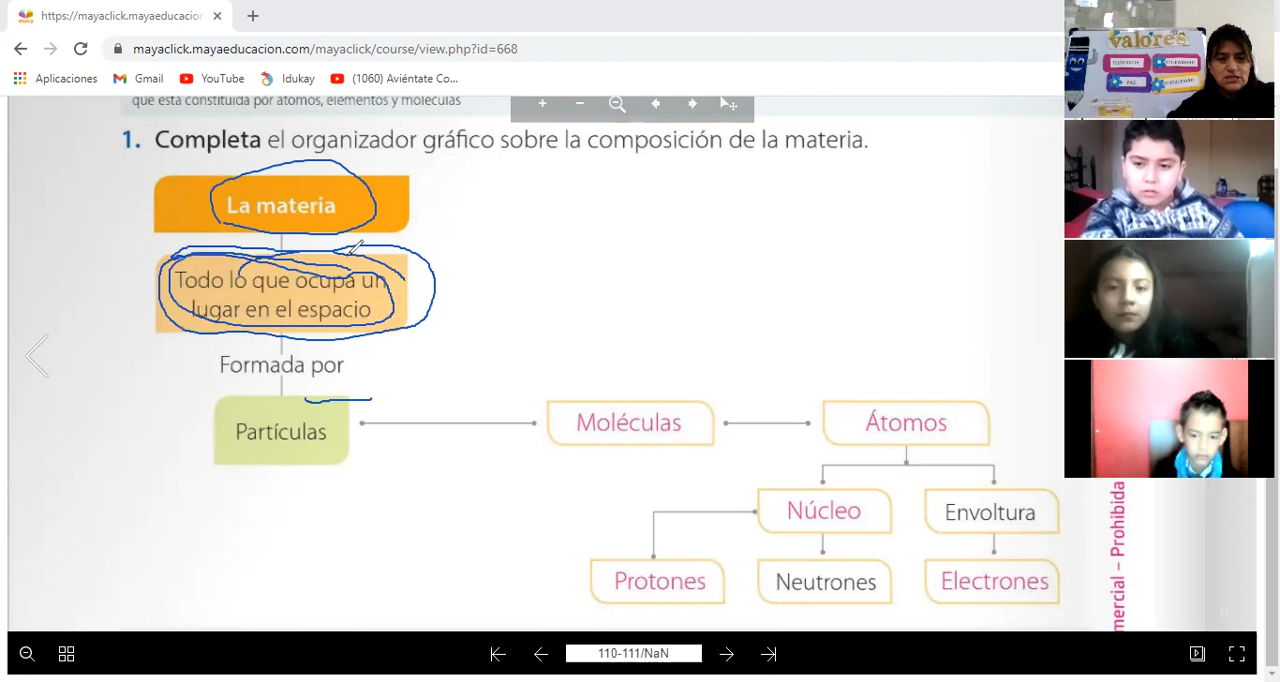 https://mayaclick.mayaeducacion
mayaclick.mayaeducacion.com/mayaclick/course/view.php?id=668
Aplicaciones Gmail YouTube Idukay (1060) Aviéntate Co...
que está constituida por átomos, elementos y moléculas
1. Completa el organizador gráfico sobre la composición de la materia.
La materia
Todo lo que ocupa un
lugar en el espacio
Formada por
Partículas Moléculas Átomos
Núcleo Envoltura
Protones Neutrones Electrones
mercial – Prohibida
110-111/NaN
valores
PAZ